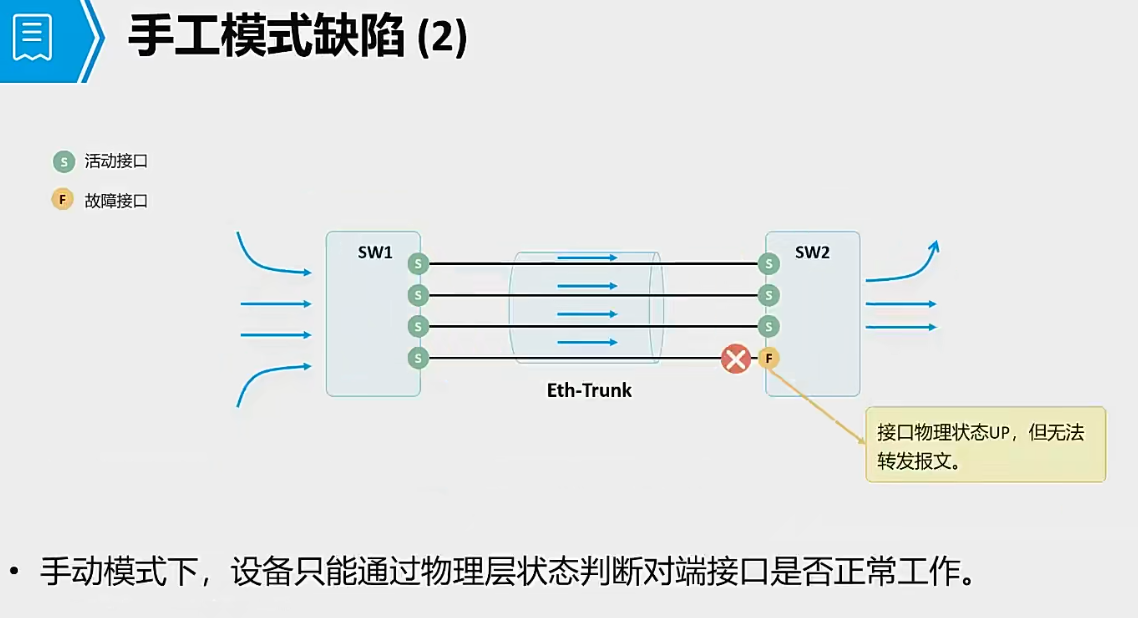 手工模式缺陷 (2)
S 活动接口
F 故障接口
SW1
SW2
S
S
S
S
S
S
S
F
Eth-Trunk
接口物理状态UP，但无法
转发报文。
• 手动模式下，设备只能通过物理层状态判断对端接口是否正常工作。